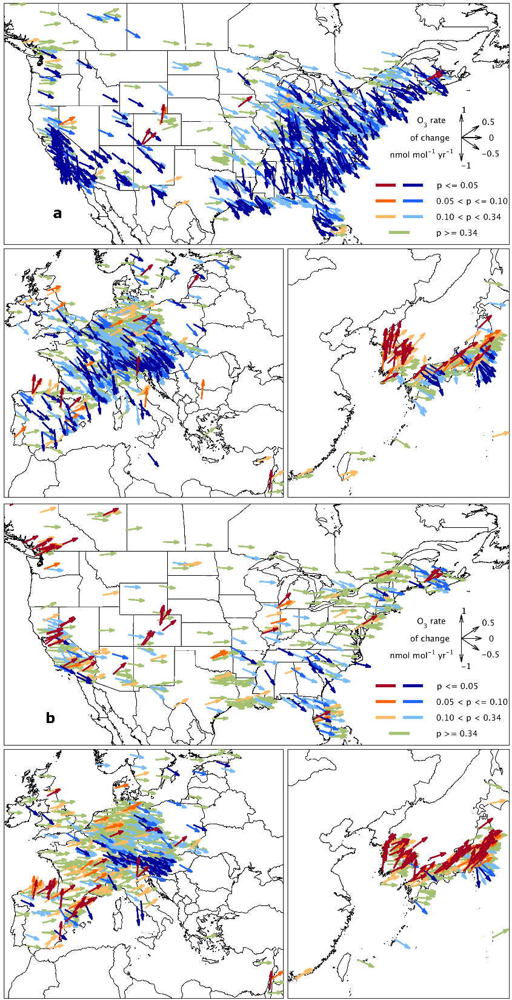 1
O3 rate
0.5
of change
0
nmol mol−1 yr−1
−0.5
−1
p <= 0.05
0.05 < p <= 0.10
a
0.10 < p < 0.34
p >= 0.34
1
O3 rate
0.5
of change
0
nmol mol−1 yr−1
−0.5
−1
p <= 0.05
0.05 < p <= 0.10
b
0.10 < p < 0.34
p >= 0.34